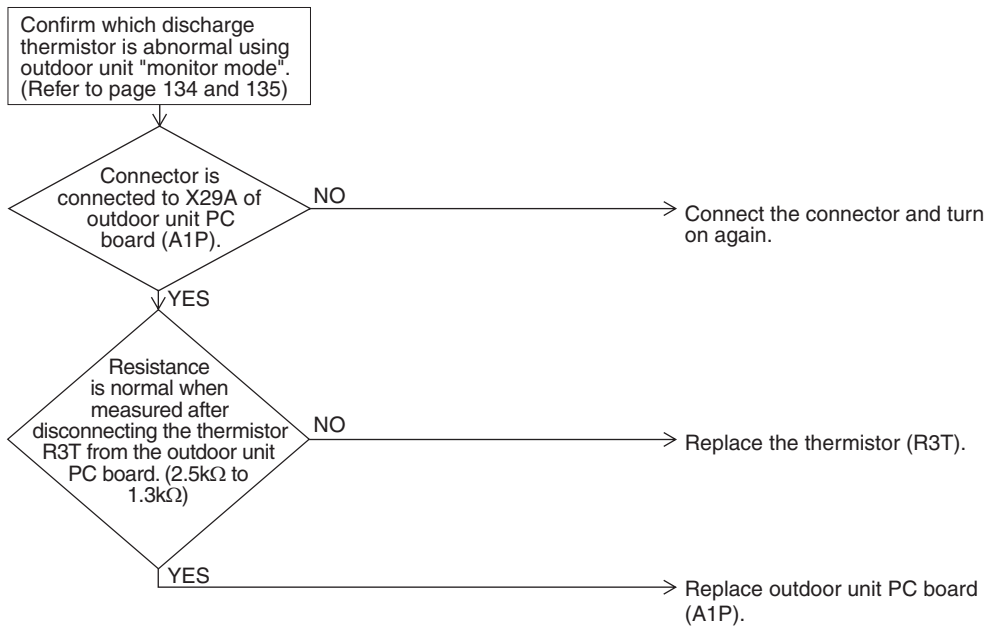 Confirm which discharge
thermistor is abnormal using
outdoor unit "monitor mode".
(Refer to page 134 and 135)
Connector is
connected to X29A of
outdoor unit PC
board (A1P).
NO
Connect the connector and turn
on again.
YES
Resistance
is normal when
measured after
disconnecting the thermistor
R3T from the outdoor unit
PC board. (2.5kΩ to
1.3kΩ)
NO
Replace the thermistor (R3T).
YES
Replace outdoor unit PC board
(A1P).